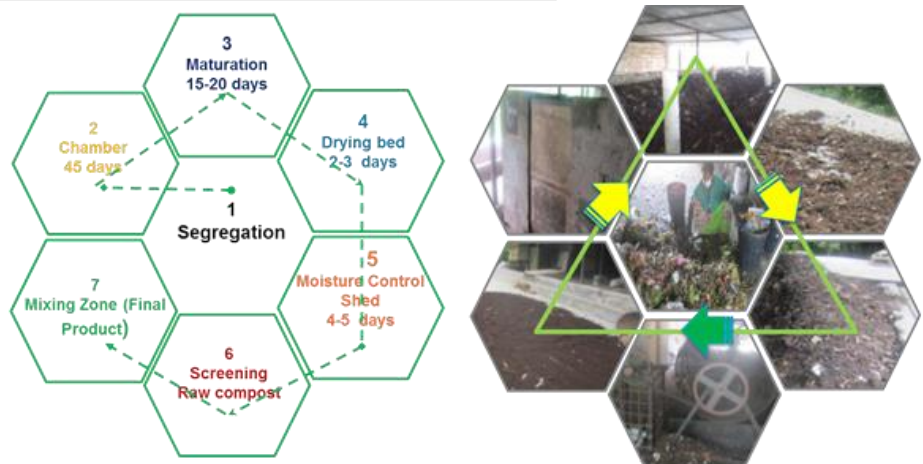 1
Segregation
2
Chamber
45 days
3
Maturation
15-20 days
4
Drying bed
2-3 days
5
Moisture Control
Shed
4-5 days
6
Screening
Raw compost
7
Mixing Zone (Final
Product)